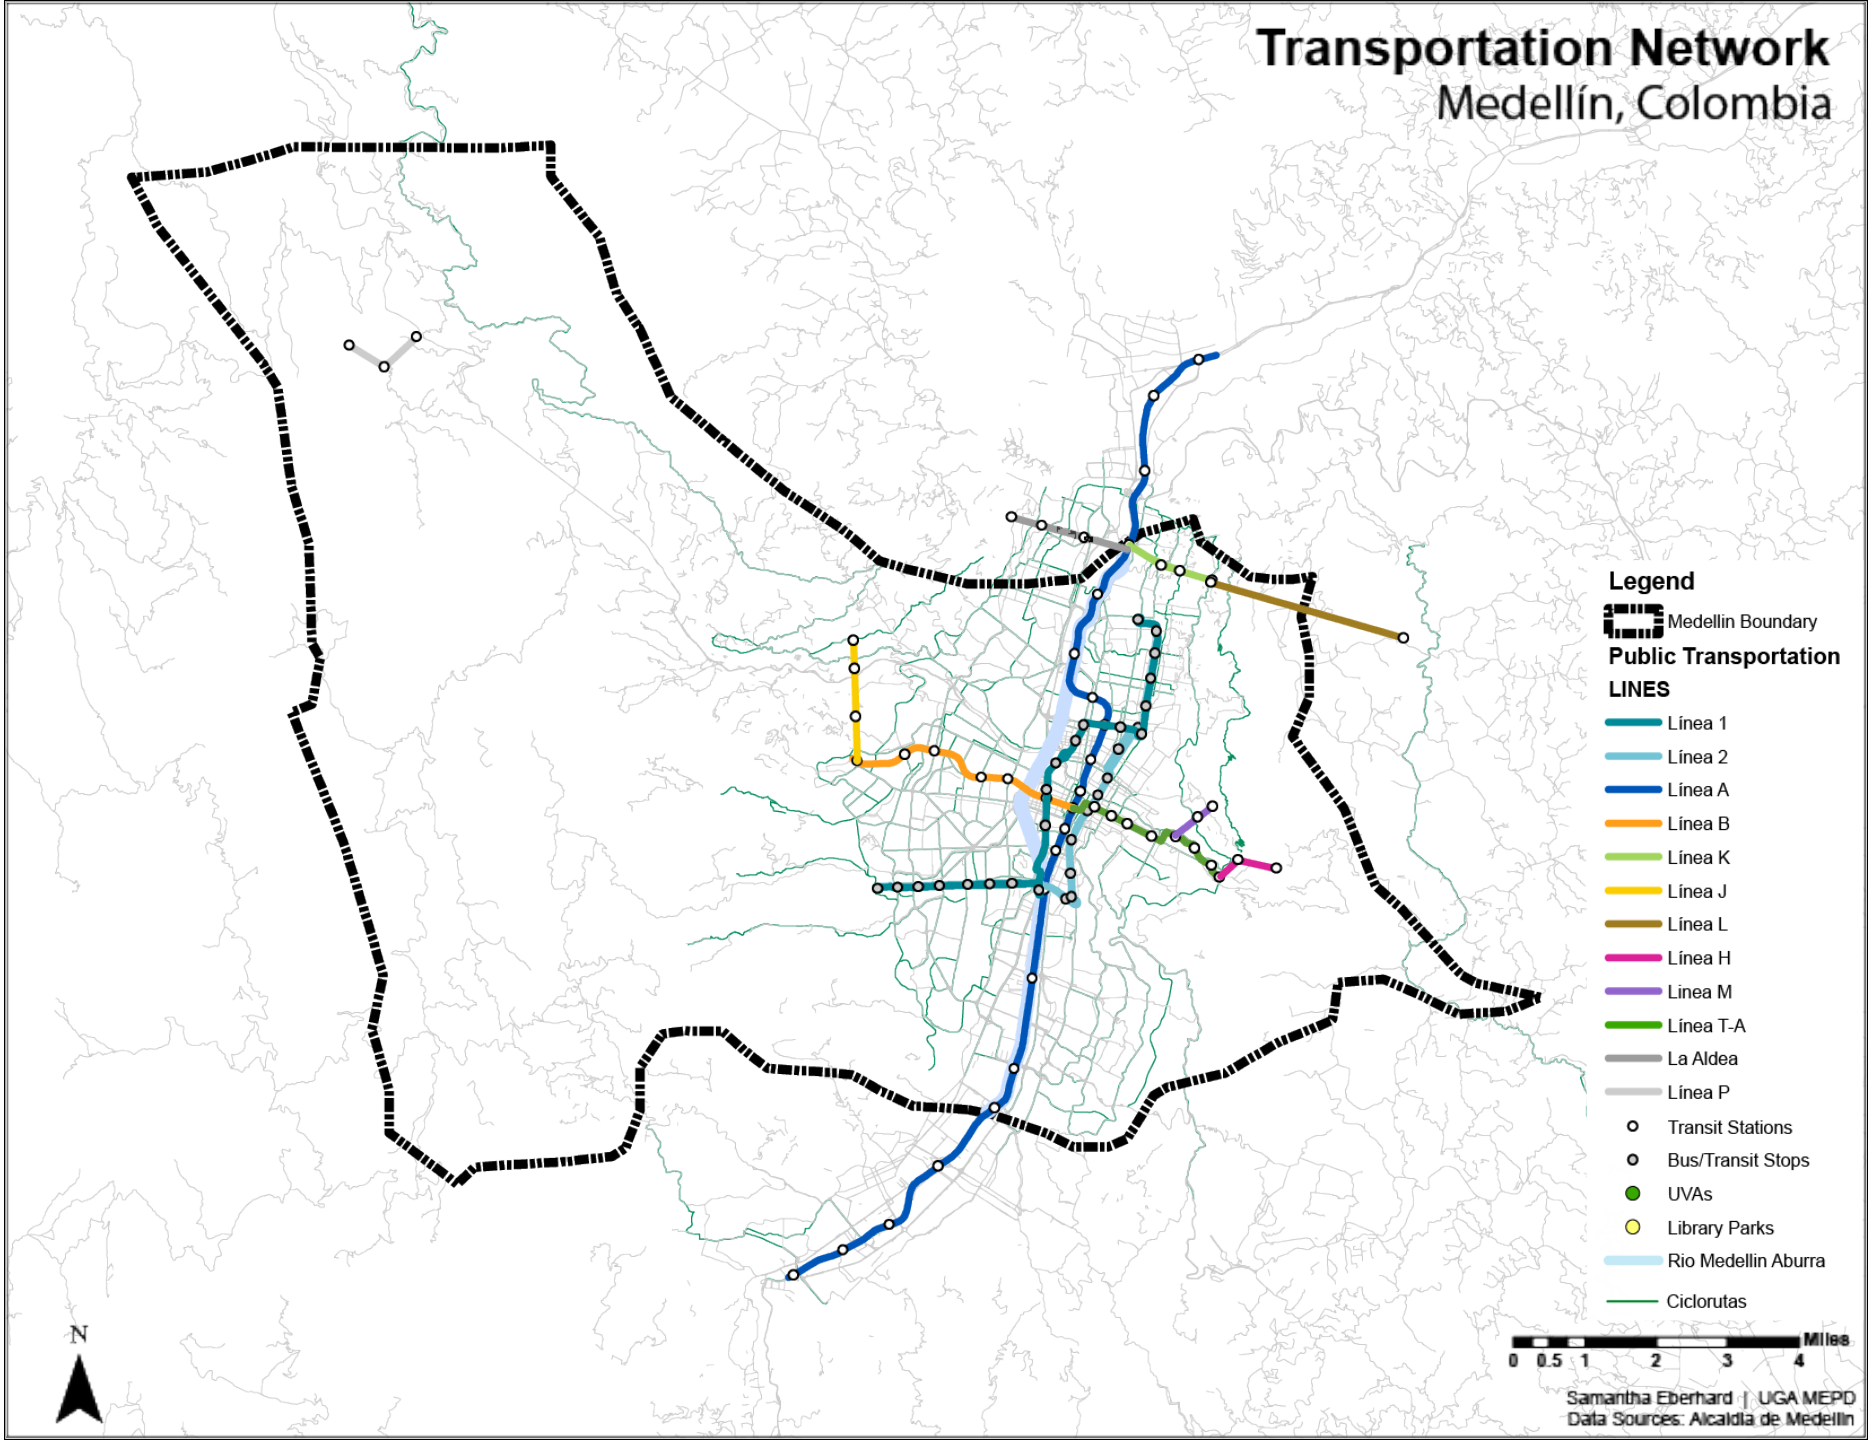 Transportation Network
Medellín, Colombia
Legend
Medellin Boundary
Public Transportation
LINES
Línea 1
Línea 2
Línea A
Línea B
Línea K
Línea J
Línea L
Línea H
Linea M
Línea T-A
La Aldea
Línea P
Transit Stations
Bus/Transit Stops
UVAs
Library Parks
Rio Medellin Aburra
Ciclorutas
N
Miles
0 0.5 1 2 3 4
Samantha Eberhard | UGA MEPD
Data Sources: Alcaldia de Medellin